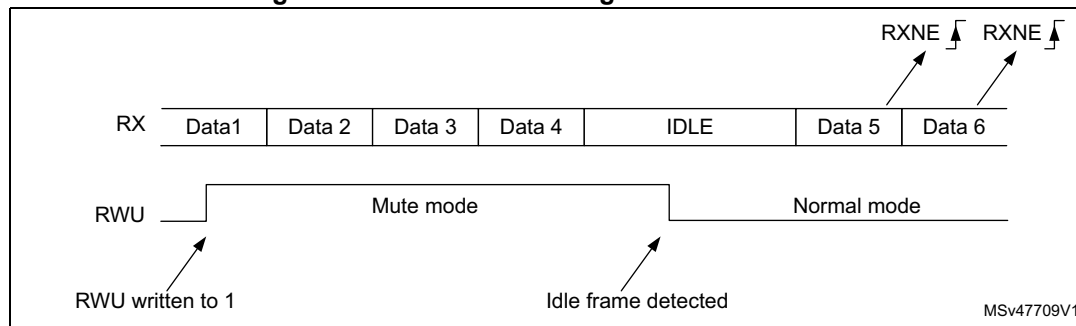 RXNE RXNE
RX Data1 Data 2 Data 3 Data 4 IDLE Data 5 Data 6
RWU Mute mode Normal mode
RWU written to 1 Idle frame detected
MSv47709V1